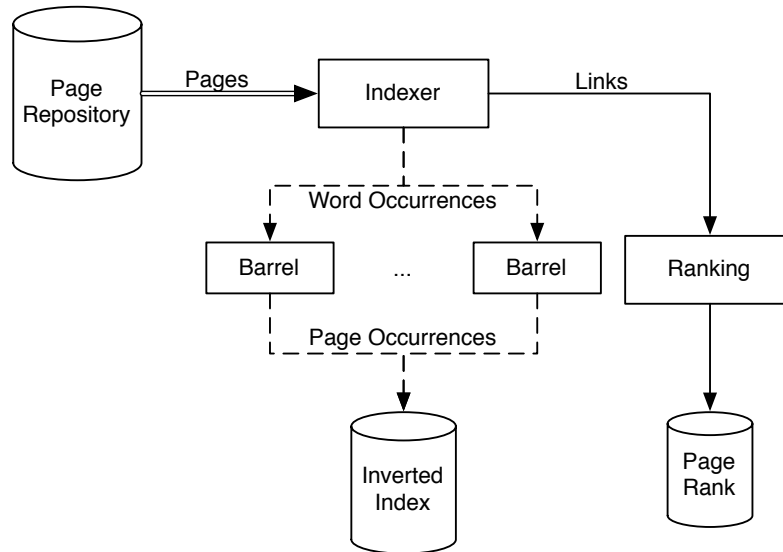 Page
Repository
Pages
Indexer
Links
Word Occurrences
Barrel
...
Barrel
Ranking
Page Occurrences
Inverted
Index
Page
Rank